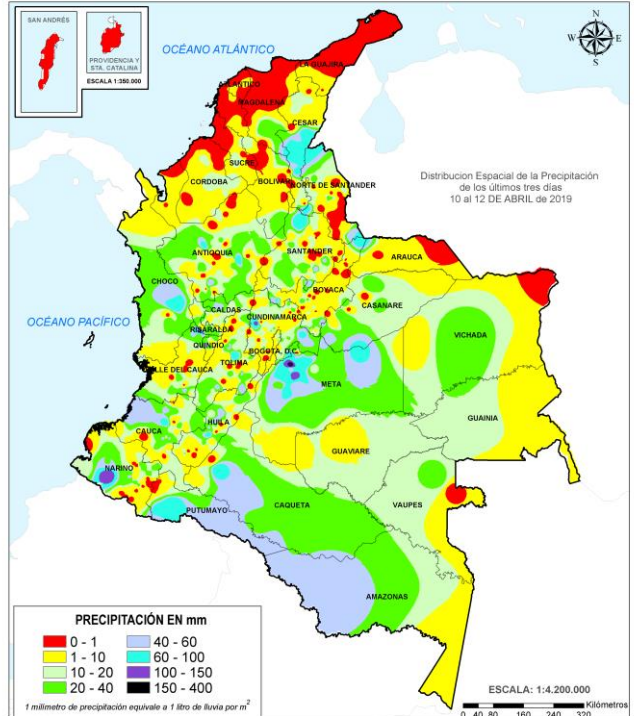 SAN ANDRÉS
PROVIDENCIA Y
STA. CATALINA
ESCALA 1:350.000
OCÉANO ATLÁNTICO
N
W
E
S
LA GUAJIRA
ATLANTICO
MAGDALENA
CESAR
SUCRE
CORDOBA
BOLIVAR
NORTE DE SANTANDER
Distribucion Espacial de la Precipitación
de los últimos tres días
10 al 12 DE ABRIL de 2019
ANTIOQUIA
SANTANDER
ARAUCA
CHOCO
BOYACA
CASANARE
OCÉANO PACÍFICO
CALDAS
CUNDINAMARCA
RISARALDA
VICHADA
QUINDIO
BOGOTA, D.C.
TOLIMA
VALLE DEL CAUCA
META
GUAINIA
CAUCA
HUILA
GUAVIARE
NARIÑO
CAQUETA
VAUPES
PUTUMAYO
AMAZONAS
PRECIPITACIÓN EN mm
0 - 1
40 - 60
1 - 10
60 - 100
10 - 20
100 - 150
20 - 40
150 - 400
1 milimetro de precipitación equivale a 1 litro de lluvia por m2
ESCALA: 1:4.200.000
Kilómetros
0 40 80 160 240 320